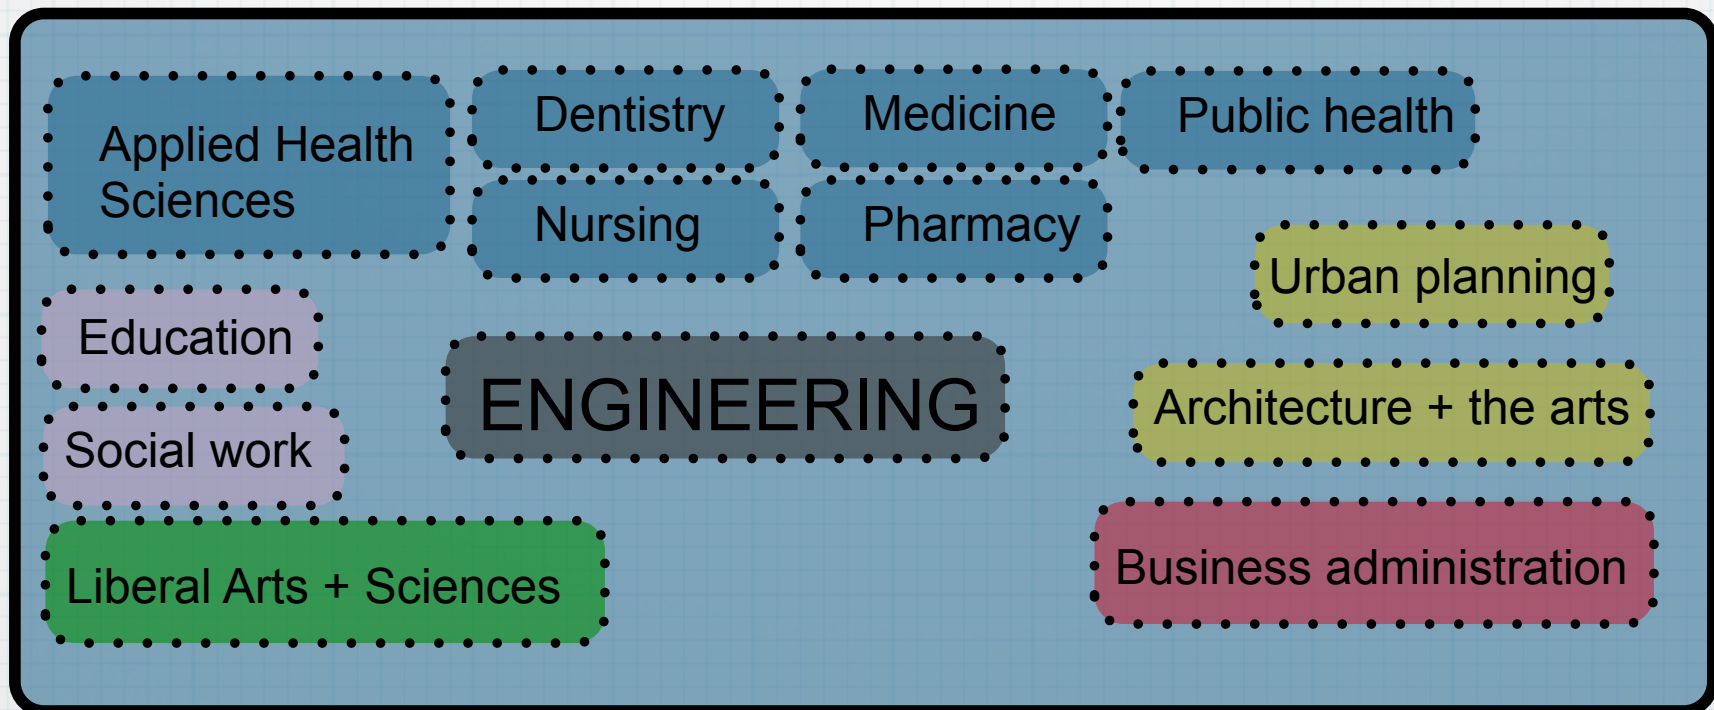 Applied Health
Sciences
Dentistry
Medicine
Public health
Nursing
Pharmacy
Urban planning
Education
ENGINEERING
Architecture + the arts
Social work
Liberal Arts + Sciences
Business administration